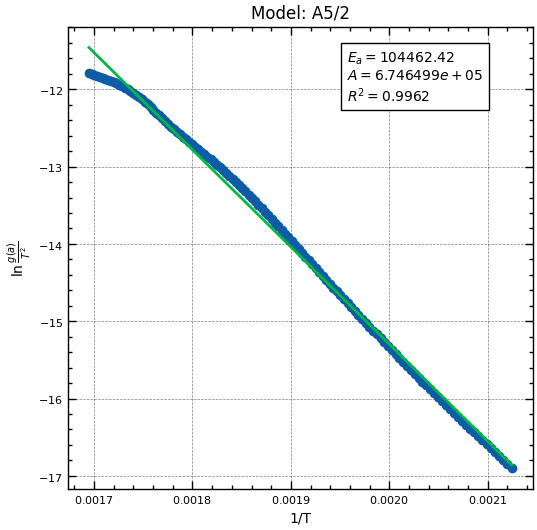 Model: A5/2
E_a = 104462.42
A = 6.746499e + 05
R² = 0.9962
−12
−13
−14
−15
−16
−17
ln g(a)/T²
0.0017 0.0018 0.0019 0.0020 0.0021
1/T